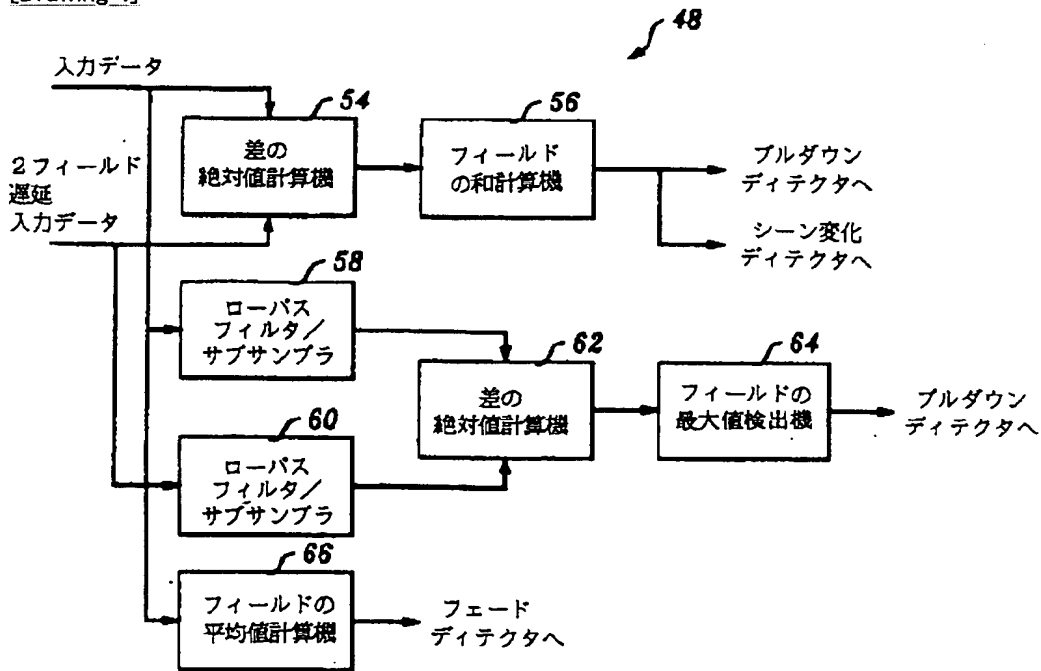 [Drawing 4]
48
入力データ
54
差の
絶対値計算機
56
フィールド
の和計算機
プルダウン
ディテクタへ
シーン変化
ディテクタへ
2フィールド
遅延
入力データ
58
ローパス
フィルタ/
サブサンプラ
62
差の
絶対値計算機
64
フィールドの
最大値検出機
プルダウン
ディテクタへ
60
ローパス
フィルタ/
サブサンプラ
66
フィールドの
平均値計算機
フェード
ディテクタへ